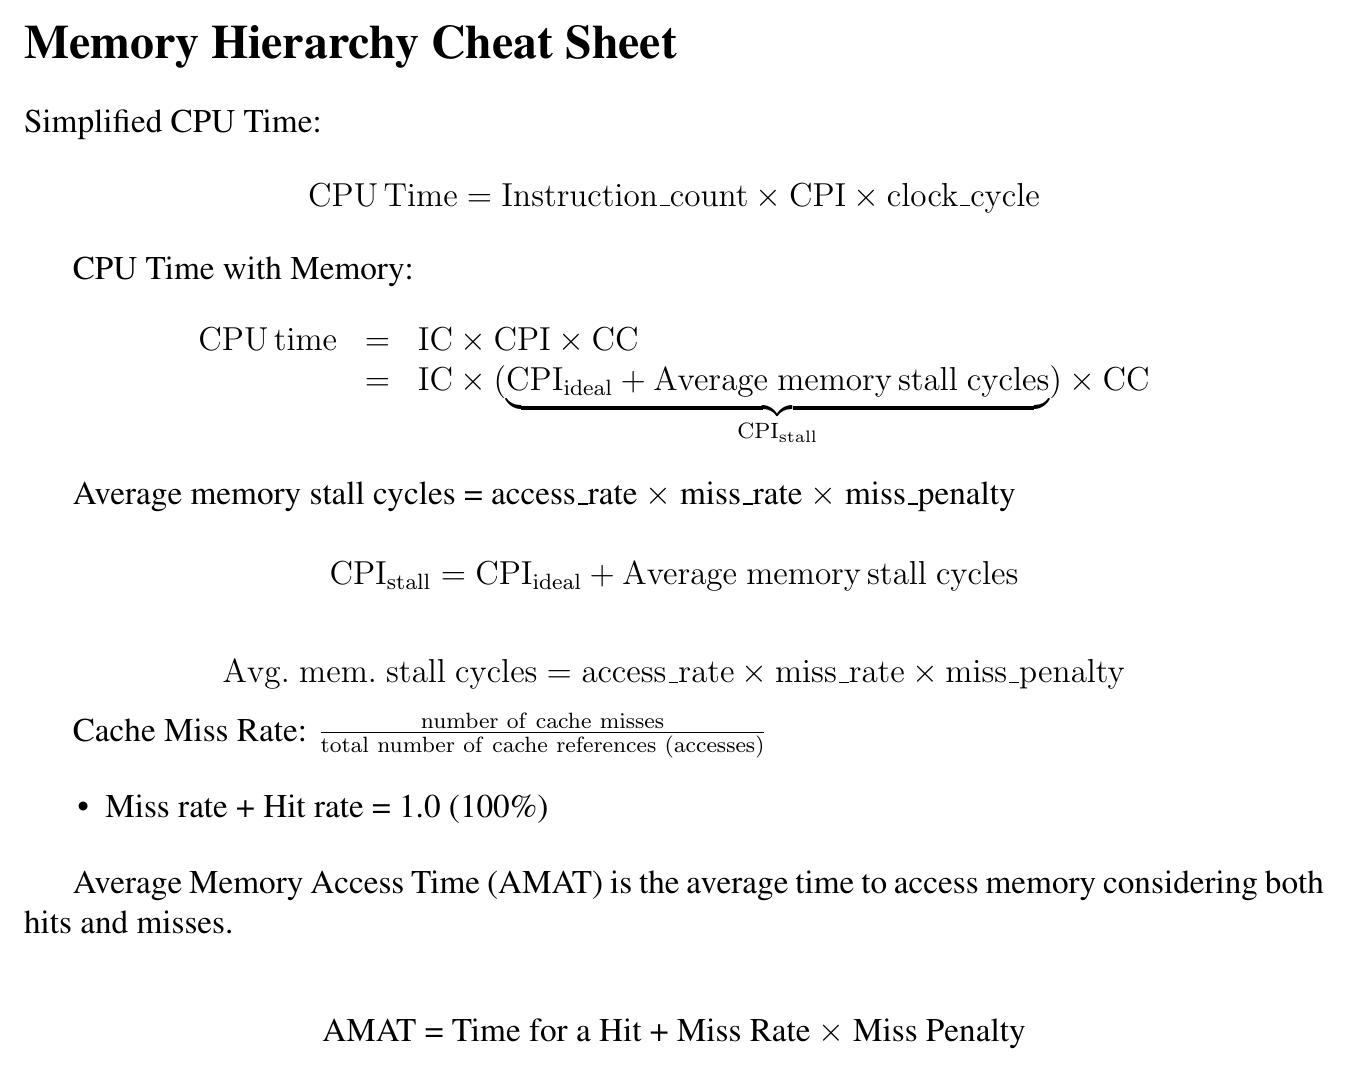 Memory Hierarchy Cheat Sheet
Simplified CPU Time:
CPU Time = Instruction_count × CPI × clock_cycle
CPU Time with Memory:
CPU time = IC × CPI × CC
= IC × (CPI_ideal + Average memory stall cycles) × CC
CPI_stall
Average memory stall cycles = access_rate × miss_rate × miss_penalty
CPI_stall = CPI_ideal + Average memory stall cycles
Avg. mem. stall cycles = access_rate × miss_rate × miss_penalty
Cache Miss Rate: number of cache misses / total number of cache references (accesses)
• Miss rate + Hit rate = 1.0 (100%)
Average Memory Access Time (AMAT) is the average time to access memory considering both
hits and misses.
AMAT = Time for a Hit + Miss Rate × Miss Penalty